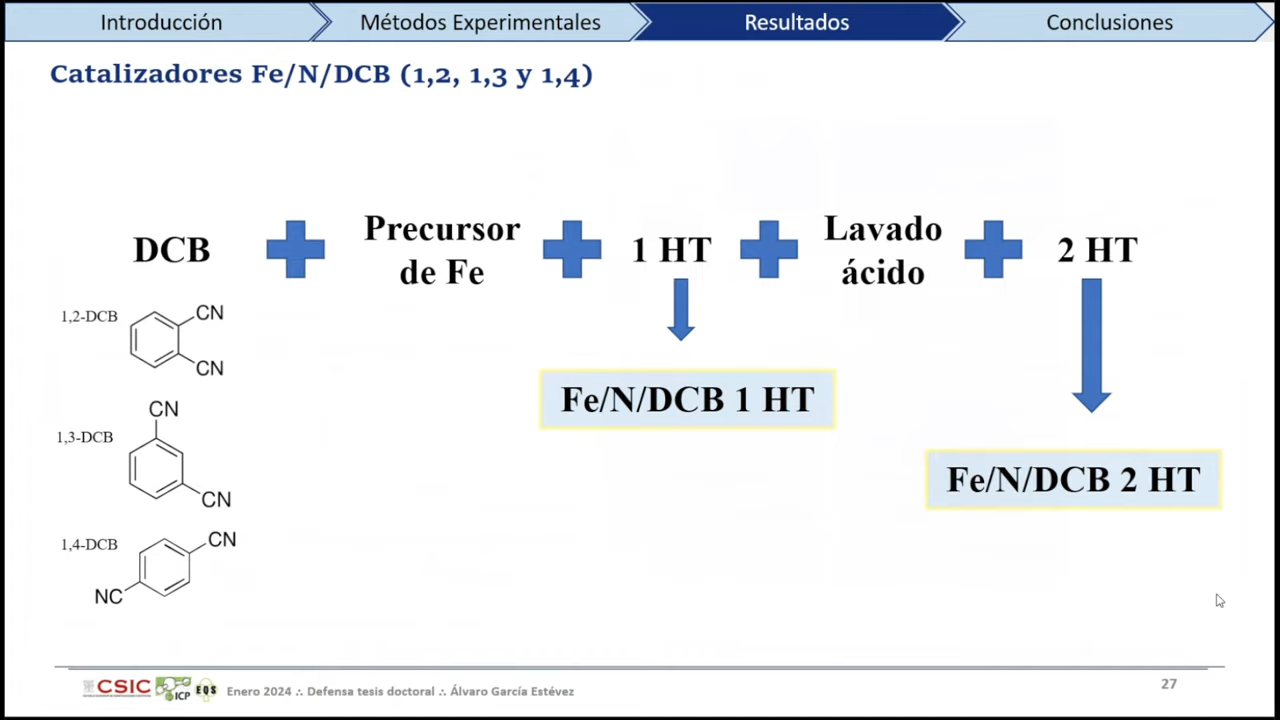 Introducción
Métodos Experimentales
Resultados
Conclusiones
Catalizadores Fe/N/DCB (1,2, 1,3 y 1,4)
DCB
Precursor
de Fe
1 HT
Lavado
ácido
2 HT
1,2-DCB
CN
CN
Fe/N/DCB 1 HT
CN
1,3-DCB
CN
Fe/N/DCB 2 HT
1,4-DCB
CN
NC
CSIC
ICP
EQS
Enero 2024 ∴ Defensa tesis doctoral ∴ Álvaro García Estévez
27